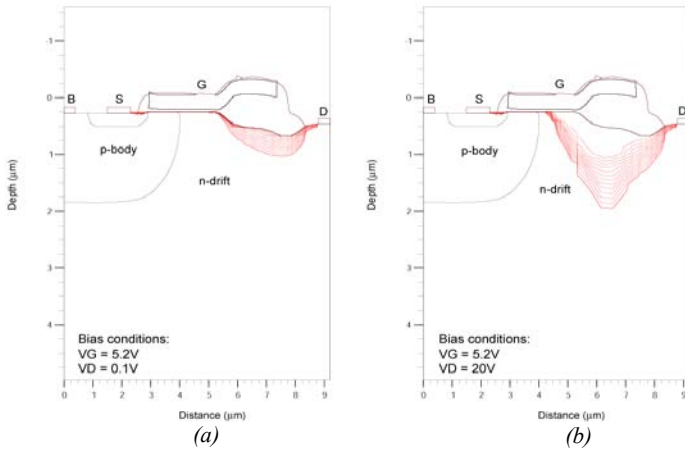 -1
0
1
2
3
4
Depth (μm)
B
S
G
D
p-body
n-drift
Bias conditions:
VG = 5.2V
VD = 0.1V
0 1 2 3 4 5 6 7 8 9
Distance (μm)
(a)
-1
0
1
2
3
4
Depth (μm)
B
S
G
D
p-body
n-drift
Bias conditions:
VG = 5.2V
VD = 20V
0 1 2 3 4 5 6 7 8 9
Distance (μm)
(b)